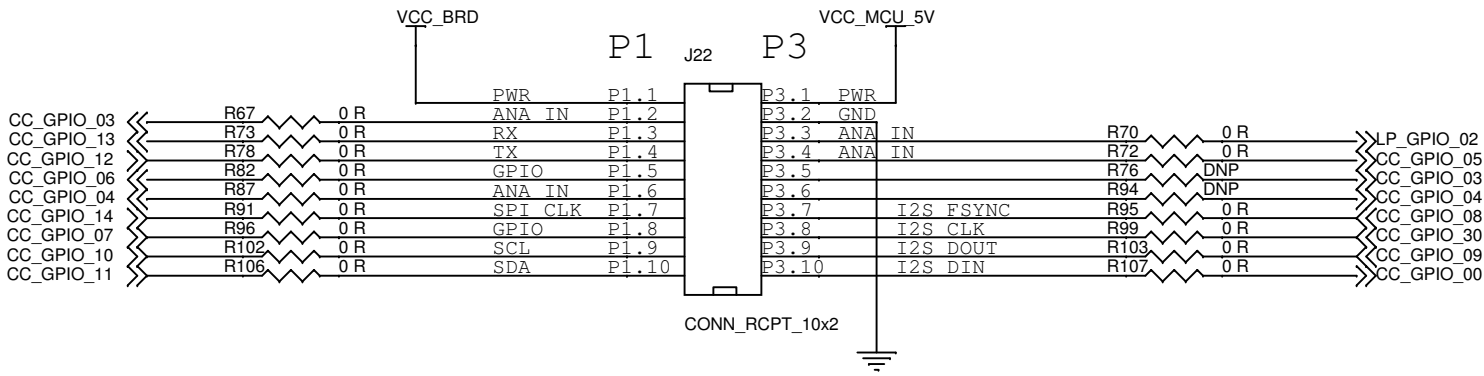 VCC_BRD VCC_MCU_5V
P1 J22 P3
PWR P1.1 P3.1 PWR
CC_GPIO_03 R67 0 R ANA IN P1.2 P3.2 GND
CC_GPIO_13 R73 0 R RX P1.3 P3.3 ANA IN R70 0 R LP_GPIO_02
CC_GPIO_12 R78 0 R TX P1.4 P3.4 ANA IN R72 0 R CC_GPIO_05
CC_GPIO_06 R82 0 R GPIO P1.5 P3.5 R76 DNP CC_GPIO_03
CC_GPIO_04 R87 0 R ANA IN P1.6 P3.6 R94 DNP CC_GPIO_04
CC_GPIO_14 R91 0 R SPI CLK P1.7 P3.7 I2S FSYNC R95 0 R CC_GPIO_08
CC_GPIO_07 R96 0 R GPIO P1.8 P3.8 I2S CLK R99 0 R CC_GPIO_30
CC_GPIO_10 R102 0 R SCL P1.9 P3.9 I2S DOUT R103 0 R CC_GPIO_09
CC_GPIO_11 R106 0 R SDA P1.10 P3.10 I2S DIN R107 0 R CC_GPIO_00
CONN_RCPT_10x2